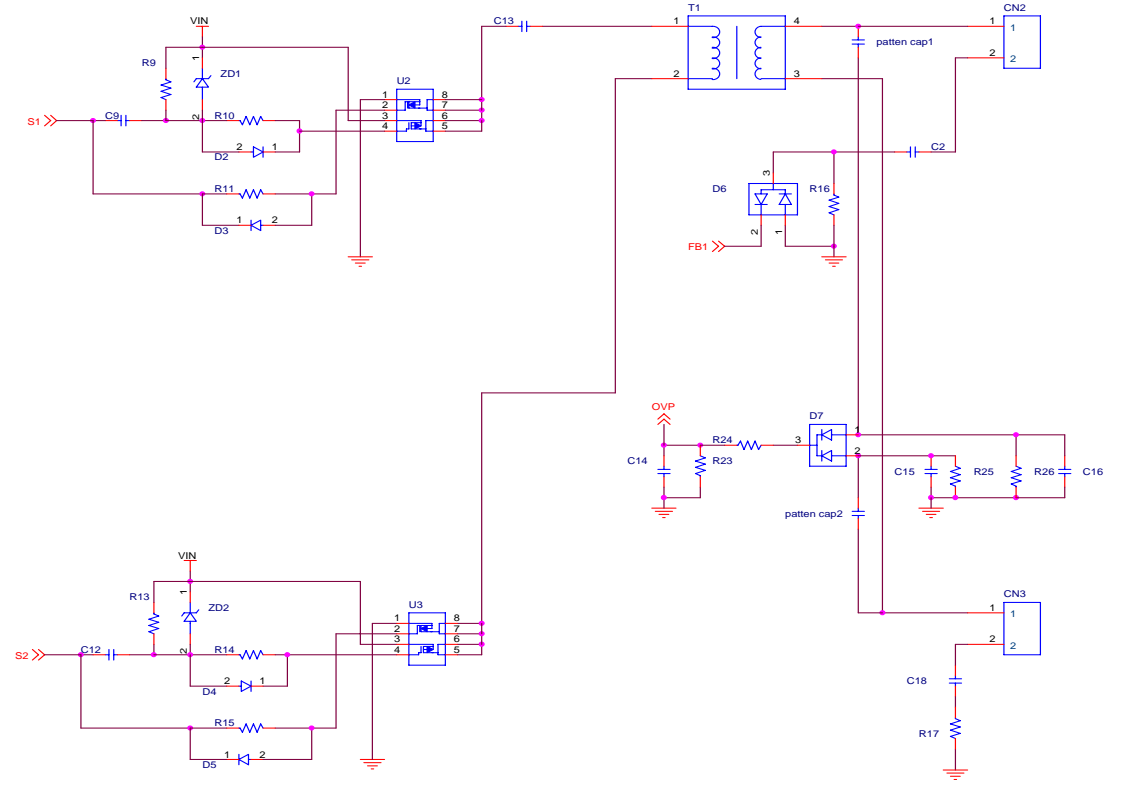 VIN
C13
T1
CN2
1
4
1
1
R9
1
ZD1
patten cap1
2
2
U2
2
3
1
8
2
7
S1
C9
2
R10
3
6
4
5
D2
2
1
C2
R11
D6
3
R16
D3
1
2
2
1
FB1
OVP
D7
1
R24
3
2
C14
R23
C15
R25
R26
C16
patten cap2
VIN
R13
1
ZD2
U3
CN3
1
8
1
1
2
7
3
6
2
2
S2
C12
2
R14
4
5
D4
2
1
C18
R15
R17
D5
1
2